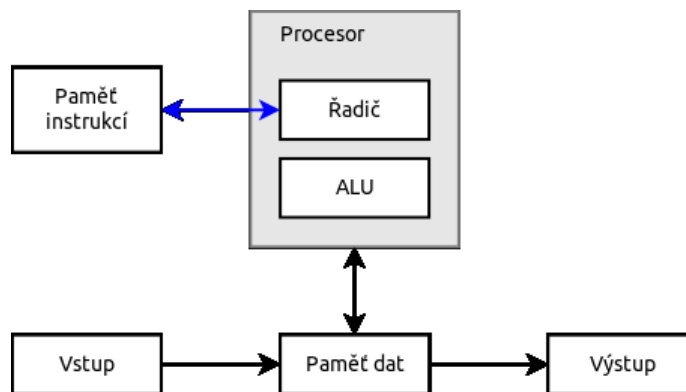 Procesor
Paměť
instrukcí
Řadič
ALU
Vstup
Paměť dat
Výstup